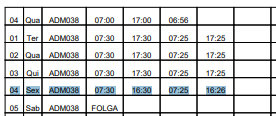 04 Qua ADM038 07:00 17:00 06:56
01 Ter ADM038 07:30 17:30 07:25 17:25
02 Qua ADM038 07:30 17:30 07:25 17:25
03 Qui ADM038 07:30 17:30 07:25 17:25
04 Sex ADM038 07:30 16:30 07:25 16:26
05 Sab ADM038 FOLGA